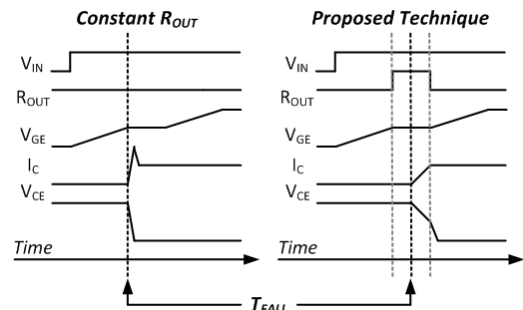 Constant ROUT
VIN
ROUT
VGE
IC
VCE
Time
Proposed Technique
VIN
ROUT
VGE
IC
VCE
Time
TFALL